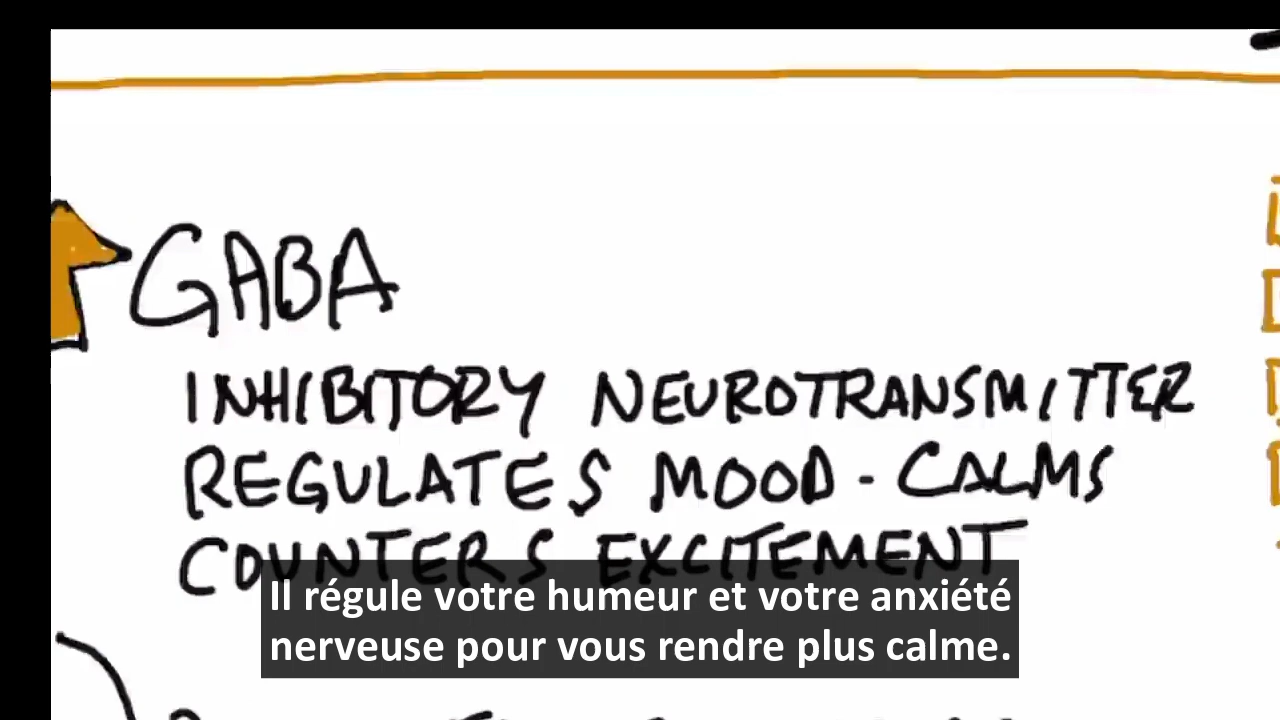 GABA
INHIBITORY NEUROTRANSMITTER
REGULATES MOOD - CALMS
COUNTERS EXCITEMENT
Il régule votre humeur et votre anxiété
nerveuse pour vous rendre plus calme.